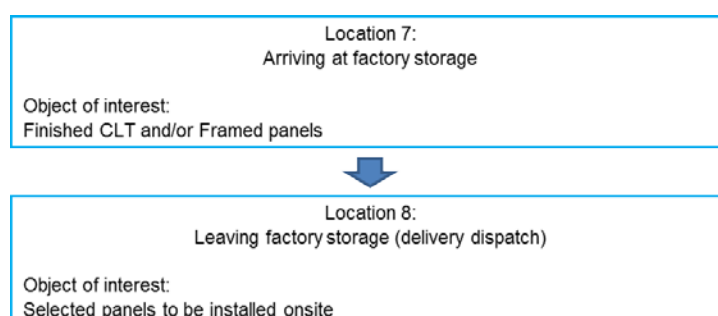 Location 7:
Arriving at factory storage
Object of interest:
Finished CLT and/or Framed panels
Location 8:
Leaving factory storage (delivery dispatch)
Object of interest:
Selected panels to be installed onsite